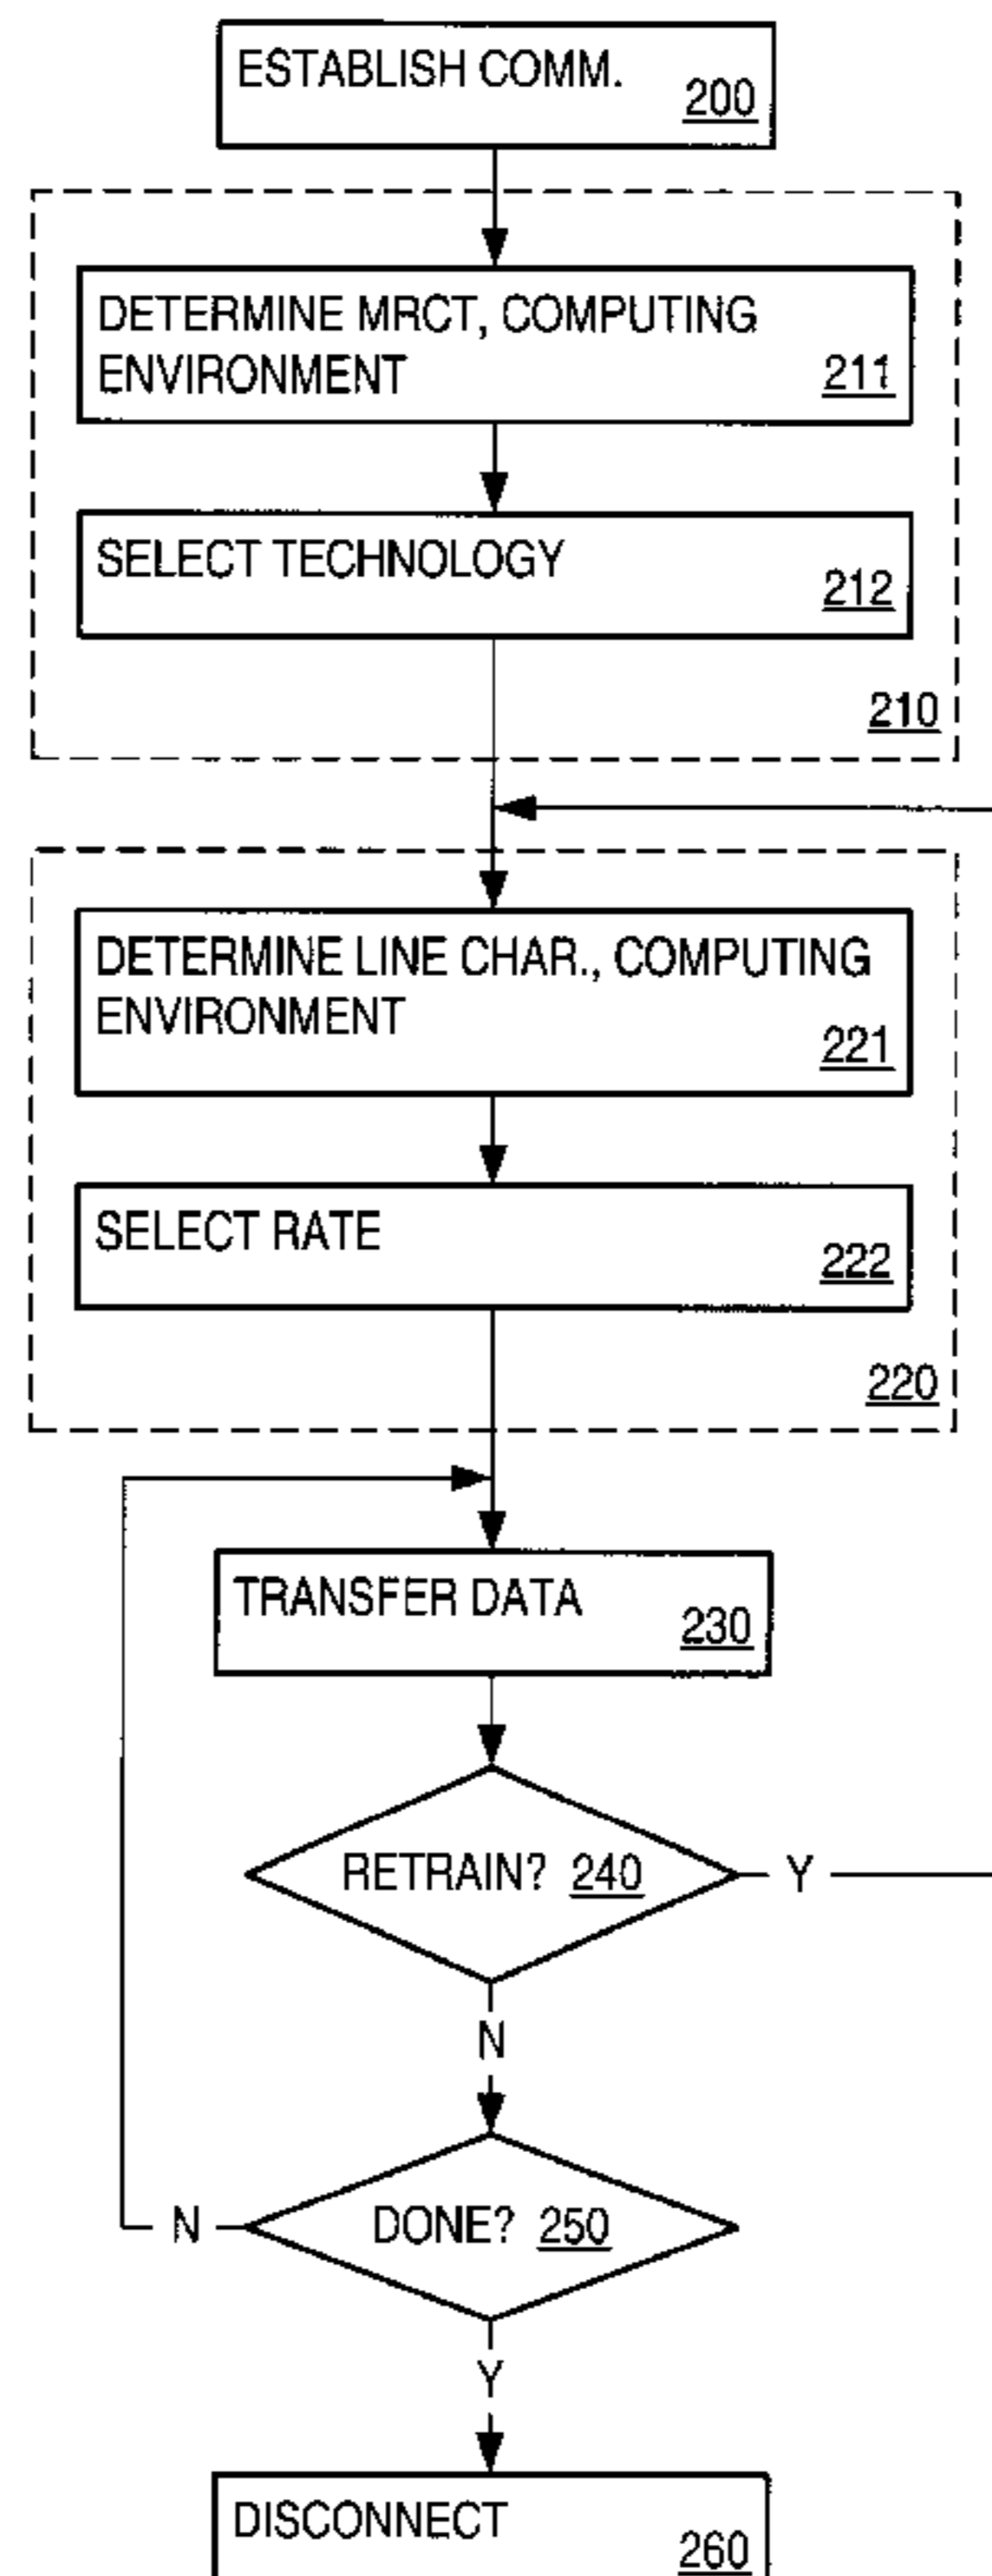 ESTABLISH COMM.
200
DETERMINE MRCT, COMPUTING
ENVIRONMENT
211
SELECT TECHNOLOGY
212
210
DETERMINE LINE CHAR., COMPUTING
ENVIRONMENT
221
SELECT RATE
222
220
TRANSFER DATA
230
RETRAIN? 240
Y
N
DONE? 250
N
Y
DISCONNECT
260